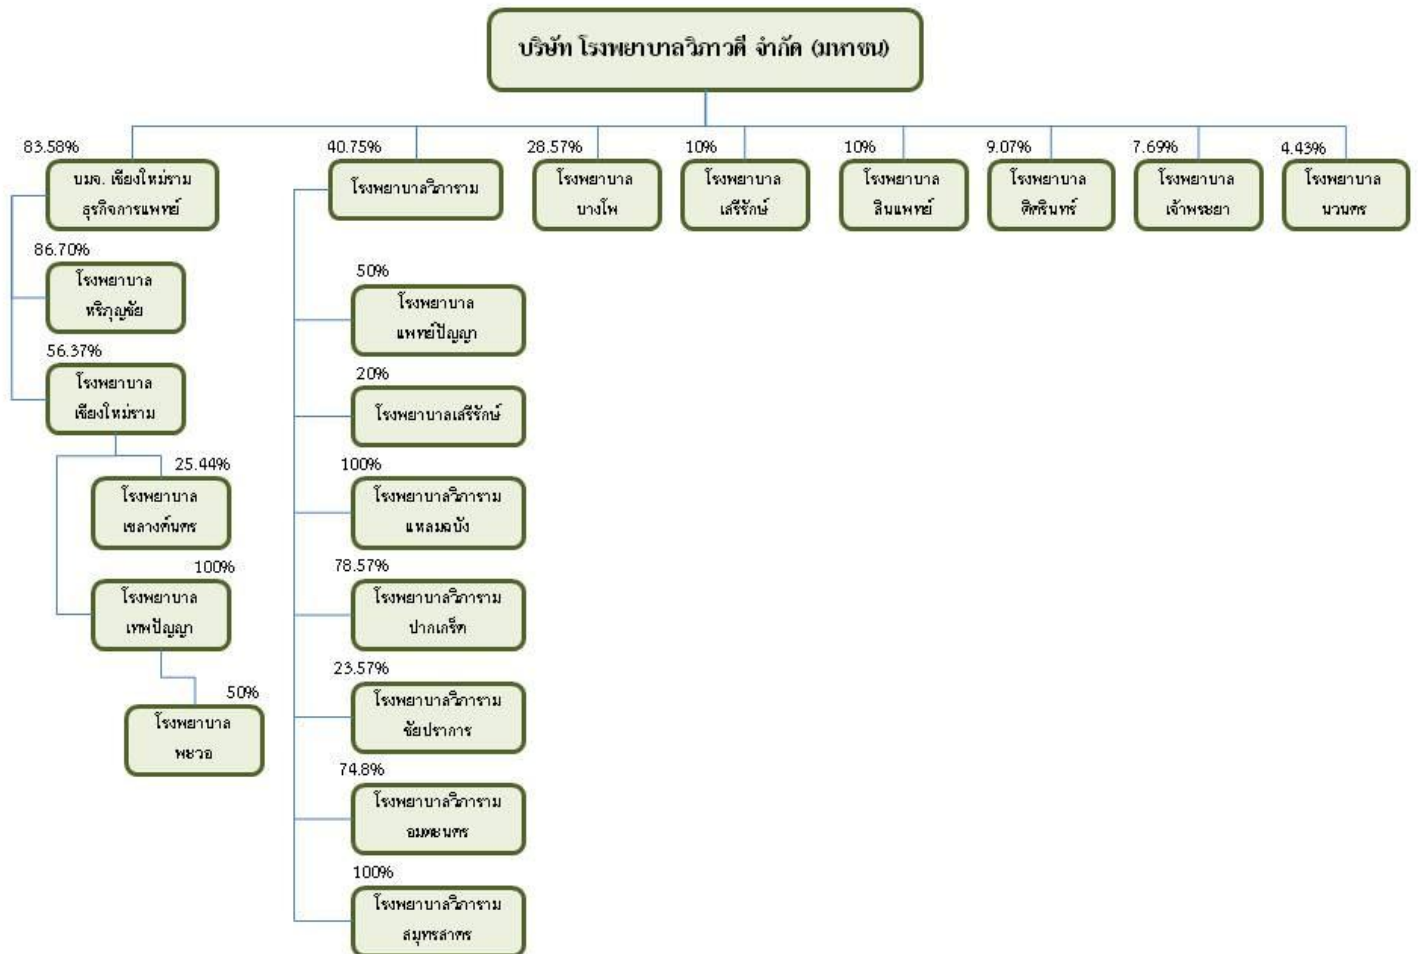 บริษัท โรงพยาบาลวิภาวดี จำกัด (มหาชน)
83.58%
บมจ. เชียงใหม่ราม
ธุรกิจการแพทย์
40.75%
โรงพยาบาลวิภาราม
28.57%
โรงพยาบาล
บางโพ
10%
โรงพยาบาล
เสรีรักษ์
10%
โรงพยาบาล
สินแพทย์
9.07%
โรงพยาบาล
ศิครินทร์
7.69%
โรงพยาบาล
เจ้าพระยา
4.43%
โรงพยาบาล
นวนคร
86.70%
โรงพยาบาล
หริภุญชัย
56.37%
โรงพยาบาล
เชียงใหม่ราม
25.44%
โรงพยาบาล
เขลางค์นคร
100%
โรงพยาบาล
เทพปัญญา
50%
โรงพยาบาล
พะวอ
50%
โรงพยาบาล
แพทย์ปัญญา
20%
โรงพยาบาลเสรีรักษ์
100%
โรงพยาบาลวิภาราม
แหลมฉบัง
78.57%
โรงพยาบาลวิภาราม
ปากเกร็ด
23.57%
โรงพยาบาลวิภาราม
ชัยปราการ
74.8%
โรงพยาบาลวิภาราม
อมตะนคร
100%
โรงพยาบาลวิภาราม
สมุทรสาคร